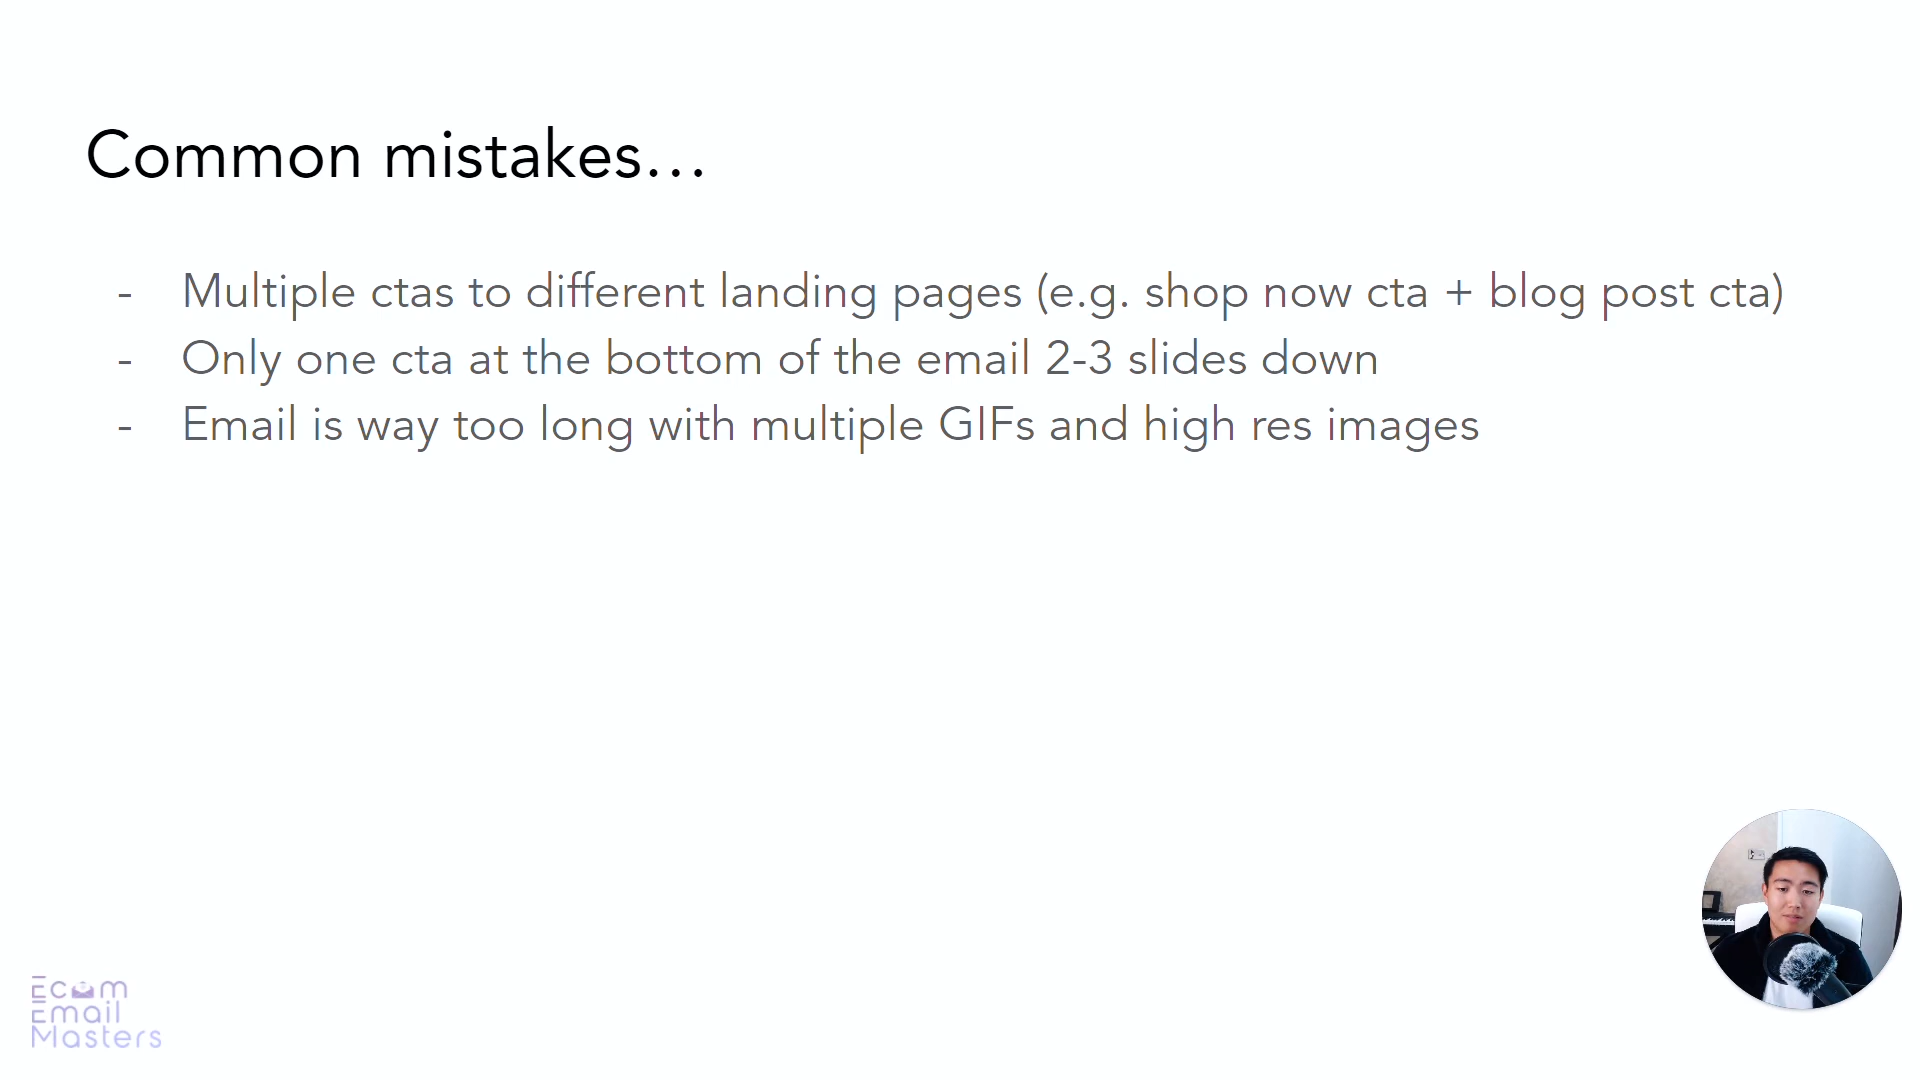 Common mistakes…
- Multiple ctas to different landing pages (e.g. shop now cta + blog post cta)
- Only one cta at the bottom of the email 2-3 slides down
- Email is way too long with multiple GIFs and high res images
Ecom
Email
Masters